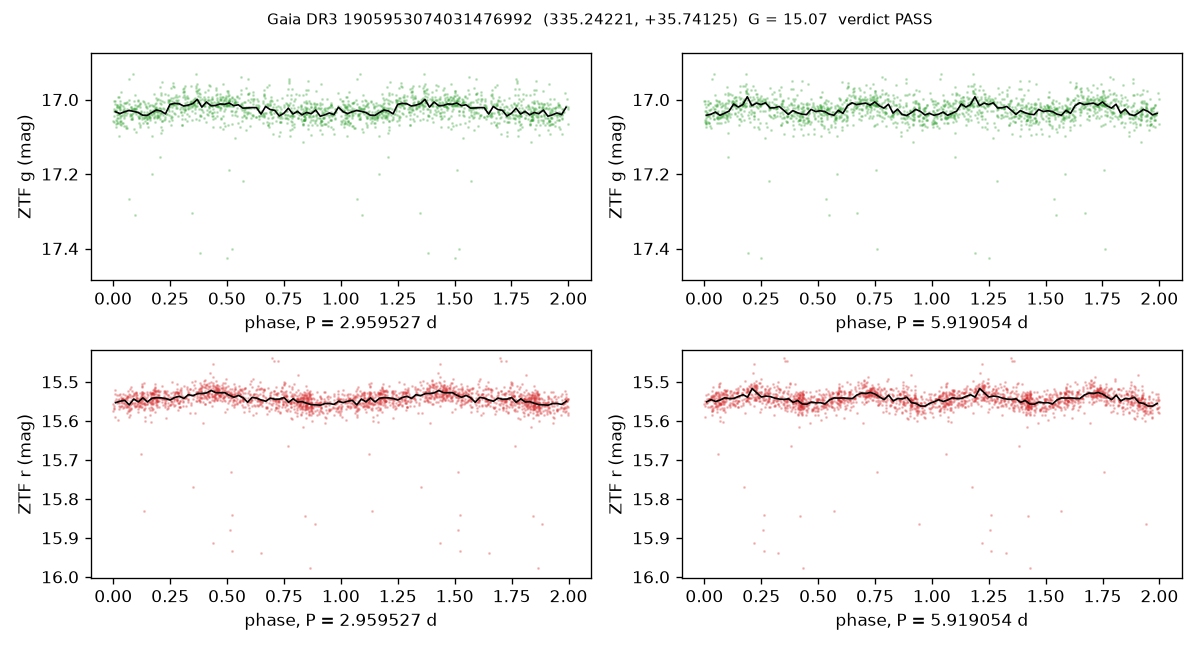 Gaia DR3 1905953074031476992  (335.24221, +35.74125)  G = 15.07  verdict PASS
ZTF g (mag)
17.0
17.2
17.4
0.00 0.25 0.50 0.75 1.00 1.25 1.50 1.75 2.00
phase, P = 2.959527 d
ZTF g (mag)
17.0
17.2
17.4
0.00 0.25 0.50 0.75 1.00 1.25 1.50 1.75 2.00
phase, P = 5.919054 d
ZTF r (mag)
15.5
15.6
15.7
15.8
15.9
16.0
0.00 0.25 0.50 0.75 1.00 1.25 1.50 1.75 2.00
phase, P = 2.959527 d
ZTF r (mag)
15.5
15.6
15.7
15.8
15.9
16.0
0.00 0.25 0.50 0.75 1.00 1.25 1.50 1.75 2.00
phase, P = 5.919054 d